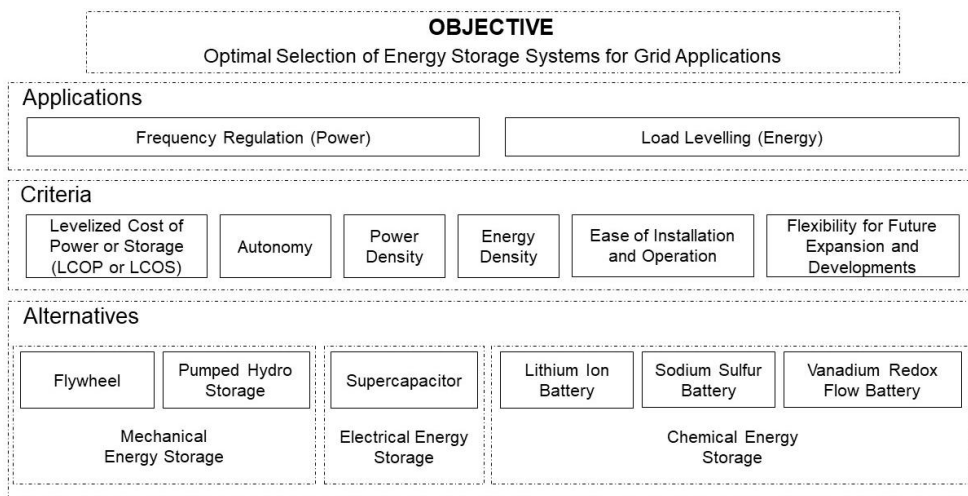 OBJECTIVE
Optimal Selection of Energy Storage Systems for Grid Applications
Applications
Frequency Regulation (Power)
Load Levelling (Energy)
Criteria
Levelized Cost of
Power or Storage
(LCOP or LCOS)
Autonomy
Power
Density
Energy
Density
Ease of Installation
and Operation
Flexibility for Future
Expansion and
Developments
Alternatives
Flywheel
Pumped Hydro
Storage
Supercapacitor
Lithium Ion
Battery
Sodium Sulfur
Battery
Vanadium Redox
Flow Battery
Mechanical
Energy Storage
Electrical Energy
Storage
Chemical Energy
Storage